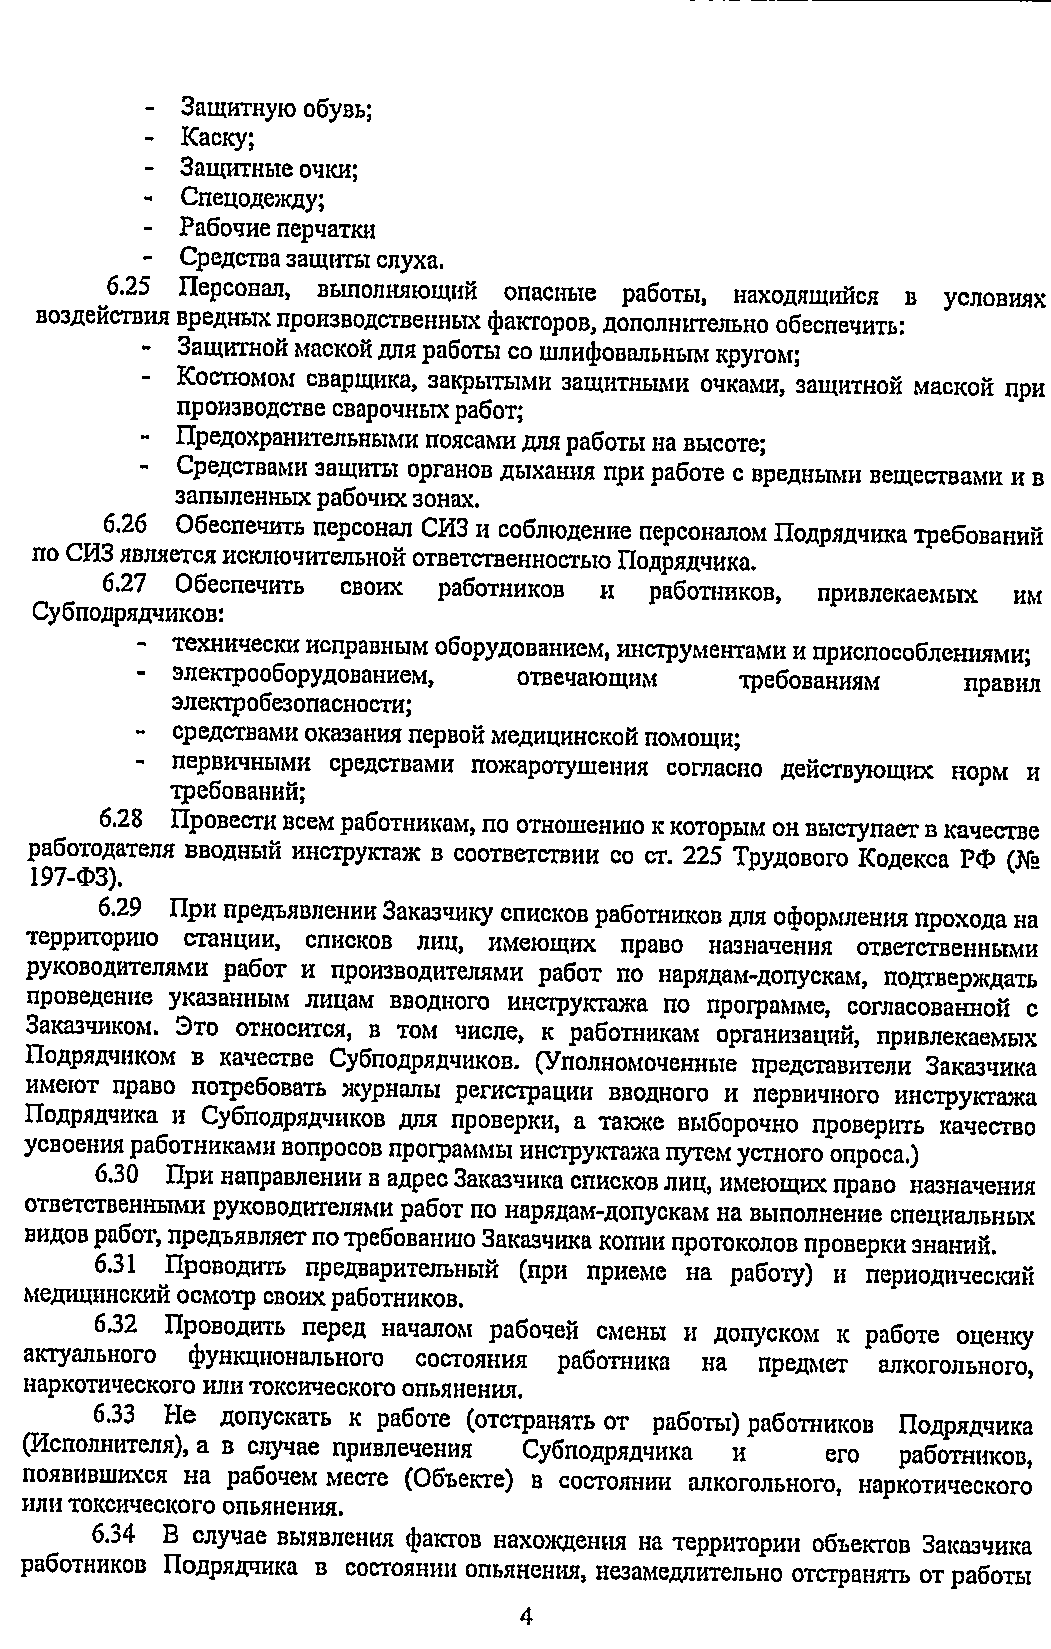 - Защитную обувь;
- Каску;
- Защитные очки;
- Спецодежду;
- Рабочие перчатки
- Средства защиты слуха.
6.25 Персонал, выполняющий опасные работы, находящийся в условиях
воздействия вредных производственных факторов, дополнительно обеспечить:
- Защитной маской для работы со шлифовальным кругом;
- Костюмом сварщика, закрытыми защитными очками, защитной маской при
производстве сварочных работ;
- Предохранительными поясами для работы на высоте;
- Средствами защиты органов дыхания при работе с вредными веществами и в
запыленных рабочих зонах.
6.26 Обеспечить персонал СИЗ и соблюдение персоналом Подрядчика требований
по СИЗ является исключительной ответственностью Подрядчика.
6.27 Обеспечить своих работников и работников, привлекаемых им
Субподрядчиков:
- технически исправным оборудованием, инструментами и приспособлениями;
- электрооборудованием, отвечающим требованиям правил
электробезопасности;
- средствами оказания первой медицинской помощи;
- первичными средствами пожаротушения согласно действующих норм и
требований;
6.28 Провести всем работникам, по отношению к которым он выступает в качестве
работодателя вводный инструктаж в соответствии со ст. 225 Трудового Кодекса РФ (№
197-ФЗ).
6.29 При предъявлении Заказчику списков работников для оформления прохода на
территорию станции, списков лиц, имеющих право назначения ответственными
руководителями работ и производителями работ по нарядам-допускам, подтверждать
проведение указанным лицам вводного инструктажа по программе, согласованной с
Заказчиком. Это относится, в том числе, к работникам организаций, привлекаемых
Подрядчиком в качестве Субподрядчиков. (Уполномоченные представители Заказчика
имеют право потребовать журналы регистрации вводного и первичного инструктажа
Подрядчика и Субподрядчиков для проверки, а также выборочно проверить качество
усвоения работниками вопросов программы инструктажа путем устного опроса.)
6.30 При направлении в адрес Заказчика списков лиц, имеющих право назначения
ответственными руководителями работ по нарядам-допускам на выполнение специальных
видов работ, предъявляет по требованию Заказчика копии протоколов проверки знаний.
6.31 Проводить предварительный (при приеме на работу) и периодический
медицинский осмотр своих работников.
6.32 Проводить перед началом рабочей смены и допуском к работе оценку
актуального функционального состояния работника на предмет алкогольного,
наркотического или токсического опьянения.
6.33 Не допускать к работе (отстранять от работы) работников Подрядчика
(Исполнителя), а в случае привлечения Субподрядчика и его работников,
появившихся на рабочем месте (Объекте) в состоянии алкогольного, наркотического
или токсического опьянения.
6.34 В случае выявления фактов нахождения на территории объектов Заказчика
работников Подрядчика в состоянии опьянения, незамедлительно отстранять от работы
4